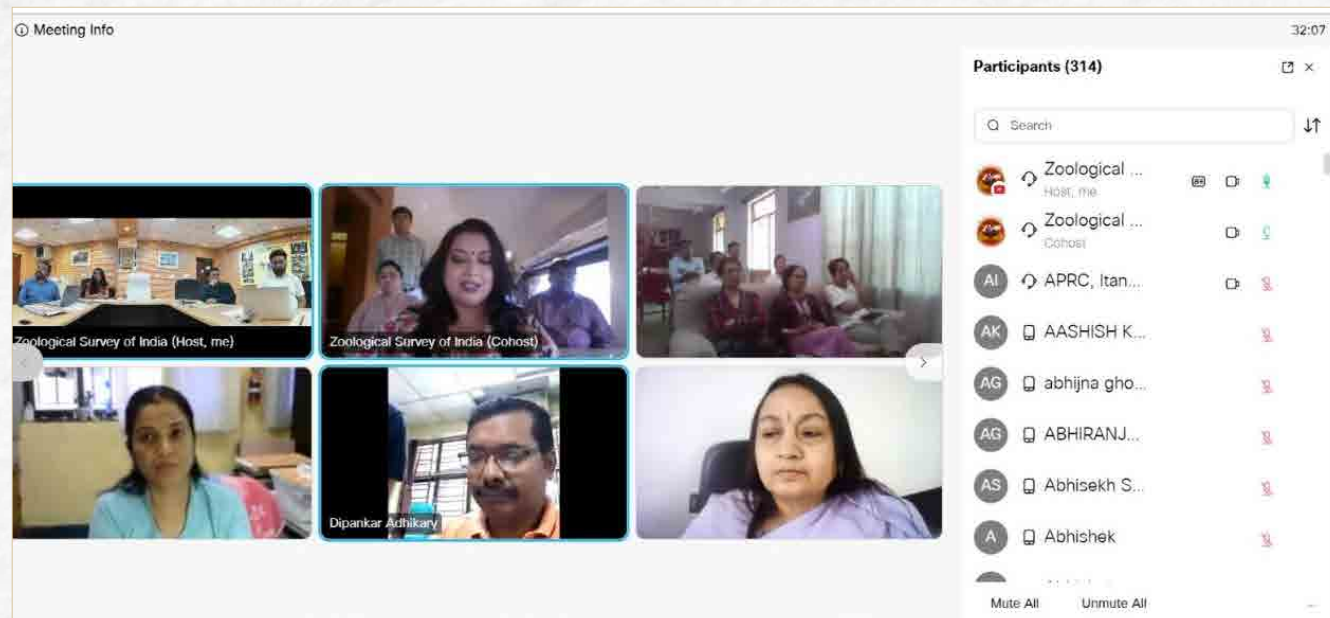 Meeting Info
32:07
Participants (314)
Search
Zoological ...
Host, me
Zoological ...
Cohost
AI APRC, Itan...
AK AASHISH K...
AG abhijna gho...
AG ABHIRANJ...
AS Abhisekh S...
A Abhishek
Mute All Unmute All ...
Zoological Survey of India (Host, me)
Zoological Survey of India (Cohost)
Dipankar Adhikary